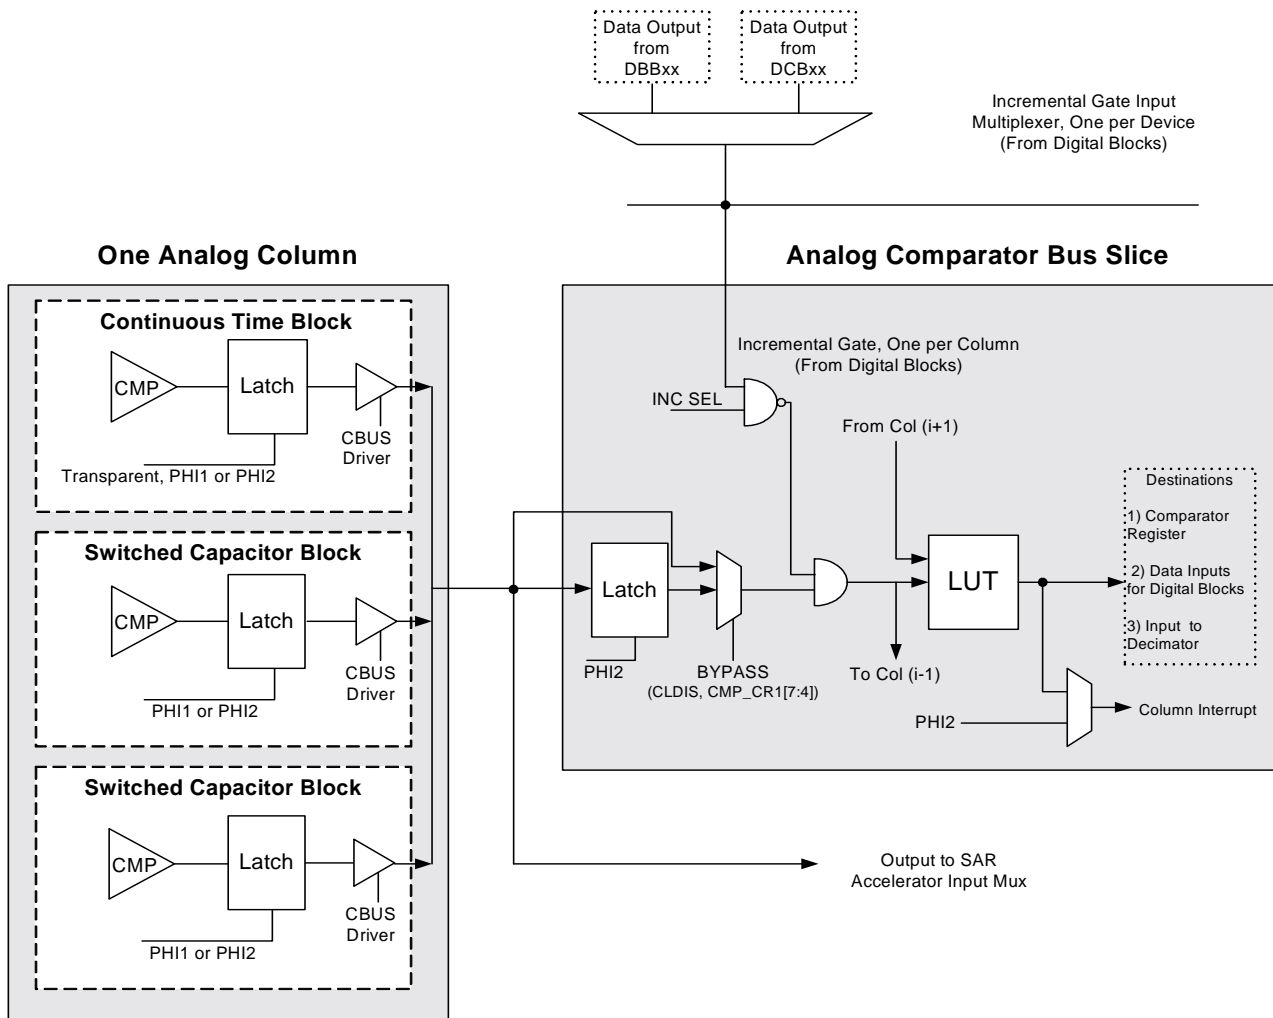 Data Output
from
DBBxx
Data Output
from
DCBxx
Incremental Gate Input
Multiplexer, One per Device
(From Digital Blocks)
One Analog Column
Analog Comparator Bus Slice
Continuous Time Block
CMP
Latch
CBUS
Driver
Transparent, PHI1 or PHI2
Switched Capacitor Block
CMP
Latch
CBUS
Driver
PHI1 or PHI2
Switched Capacitor Block
CMP
Latch
CBUS
Driver
PHI1 or PHI2
Incremental Gate, One per Column
(From Digital Blocks)
INC SEL
From Col (i+1)
Latch
PHI2
BYPASS
(CLDIS, CMP_CR1[7:4])
LUT
To Col (i-1)
Destinations
1) Comparator
Register
2) Data Inputs
for Digital Blocks
3) Input to
Decimator
PHI2
Column Interrupt
Output to SAR
Accelerator Input Mux